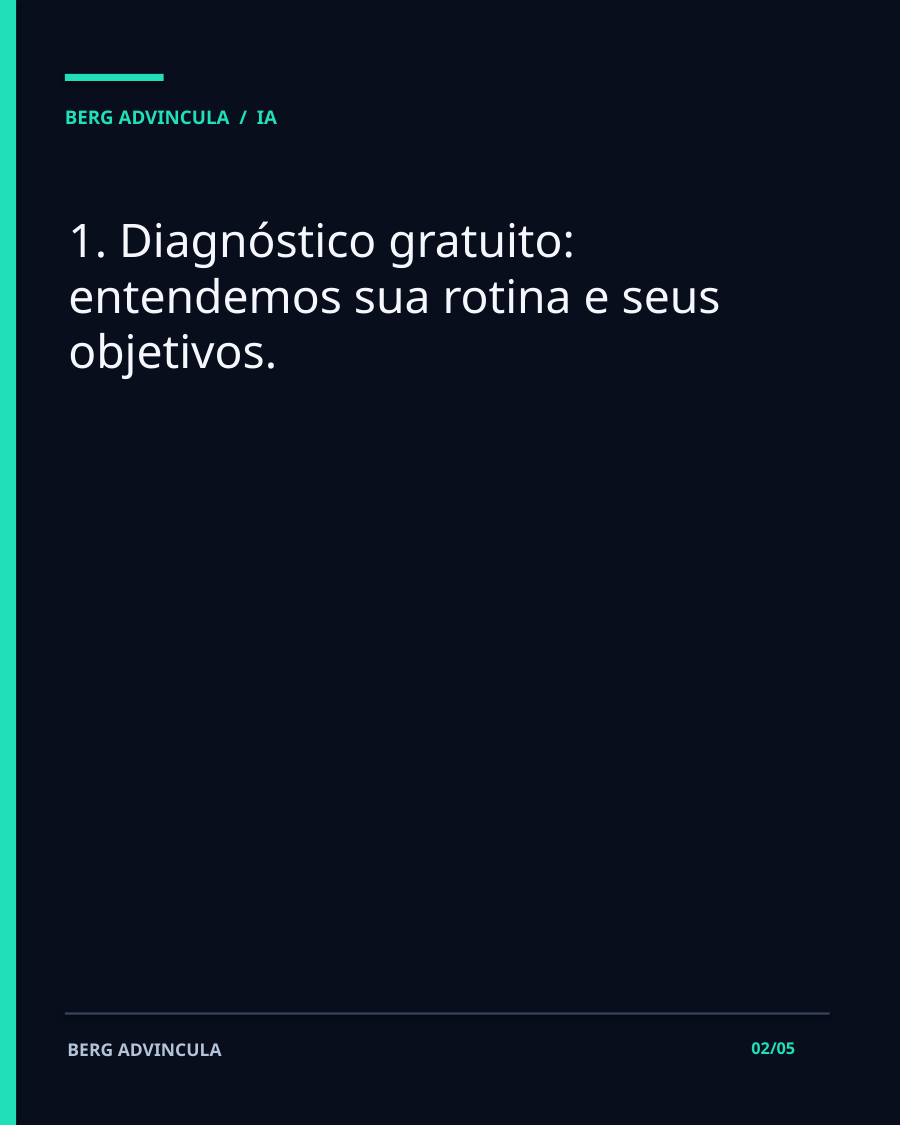 BERG ADVINCULA / IA
1. Diagnóstico gratuito:
entendemos sua rotina e seus
objetivos.
BERG ADVINCULA
02/05